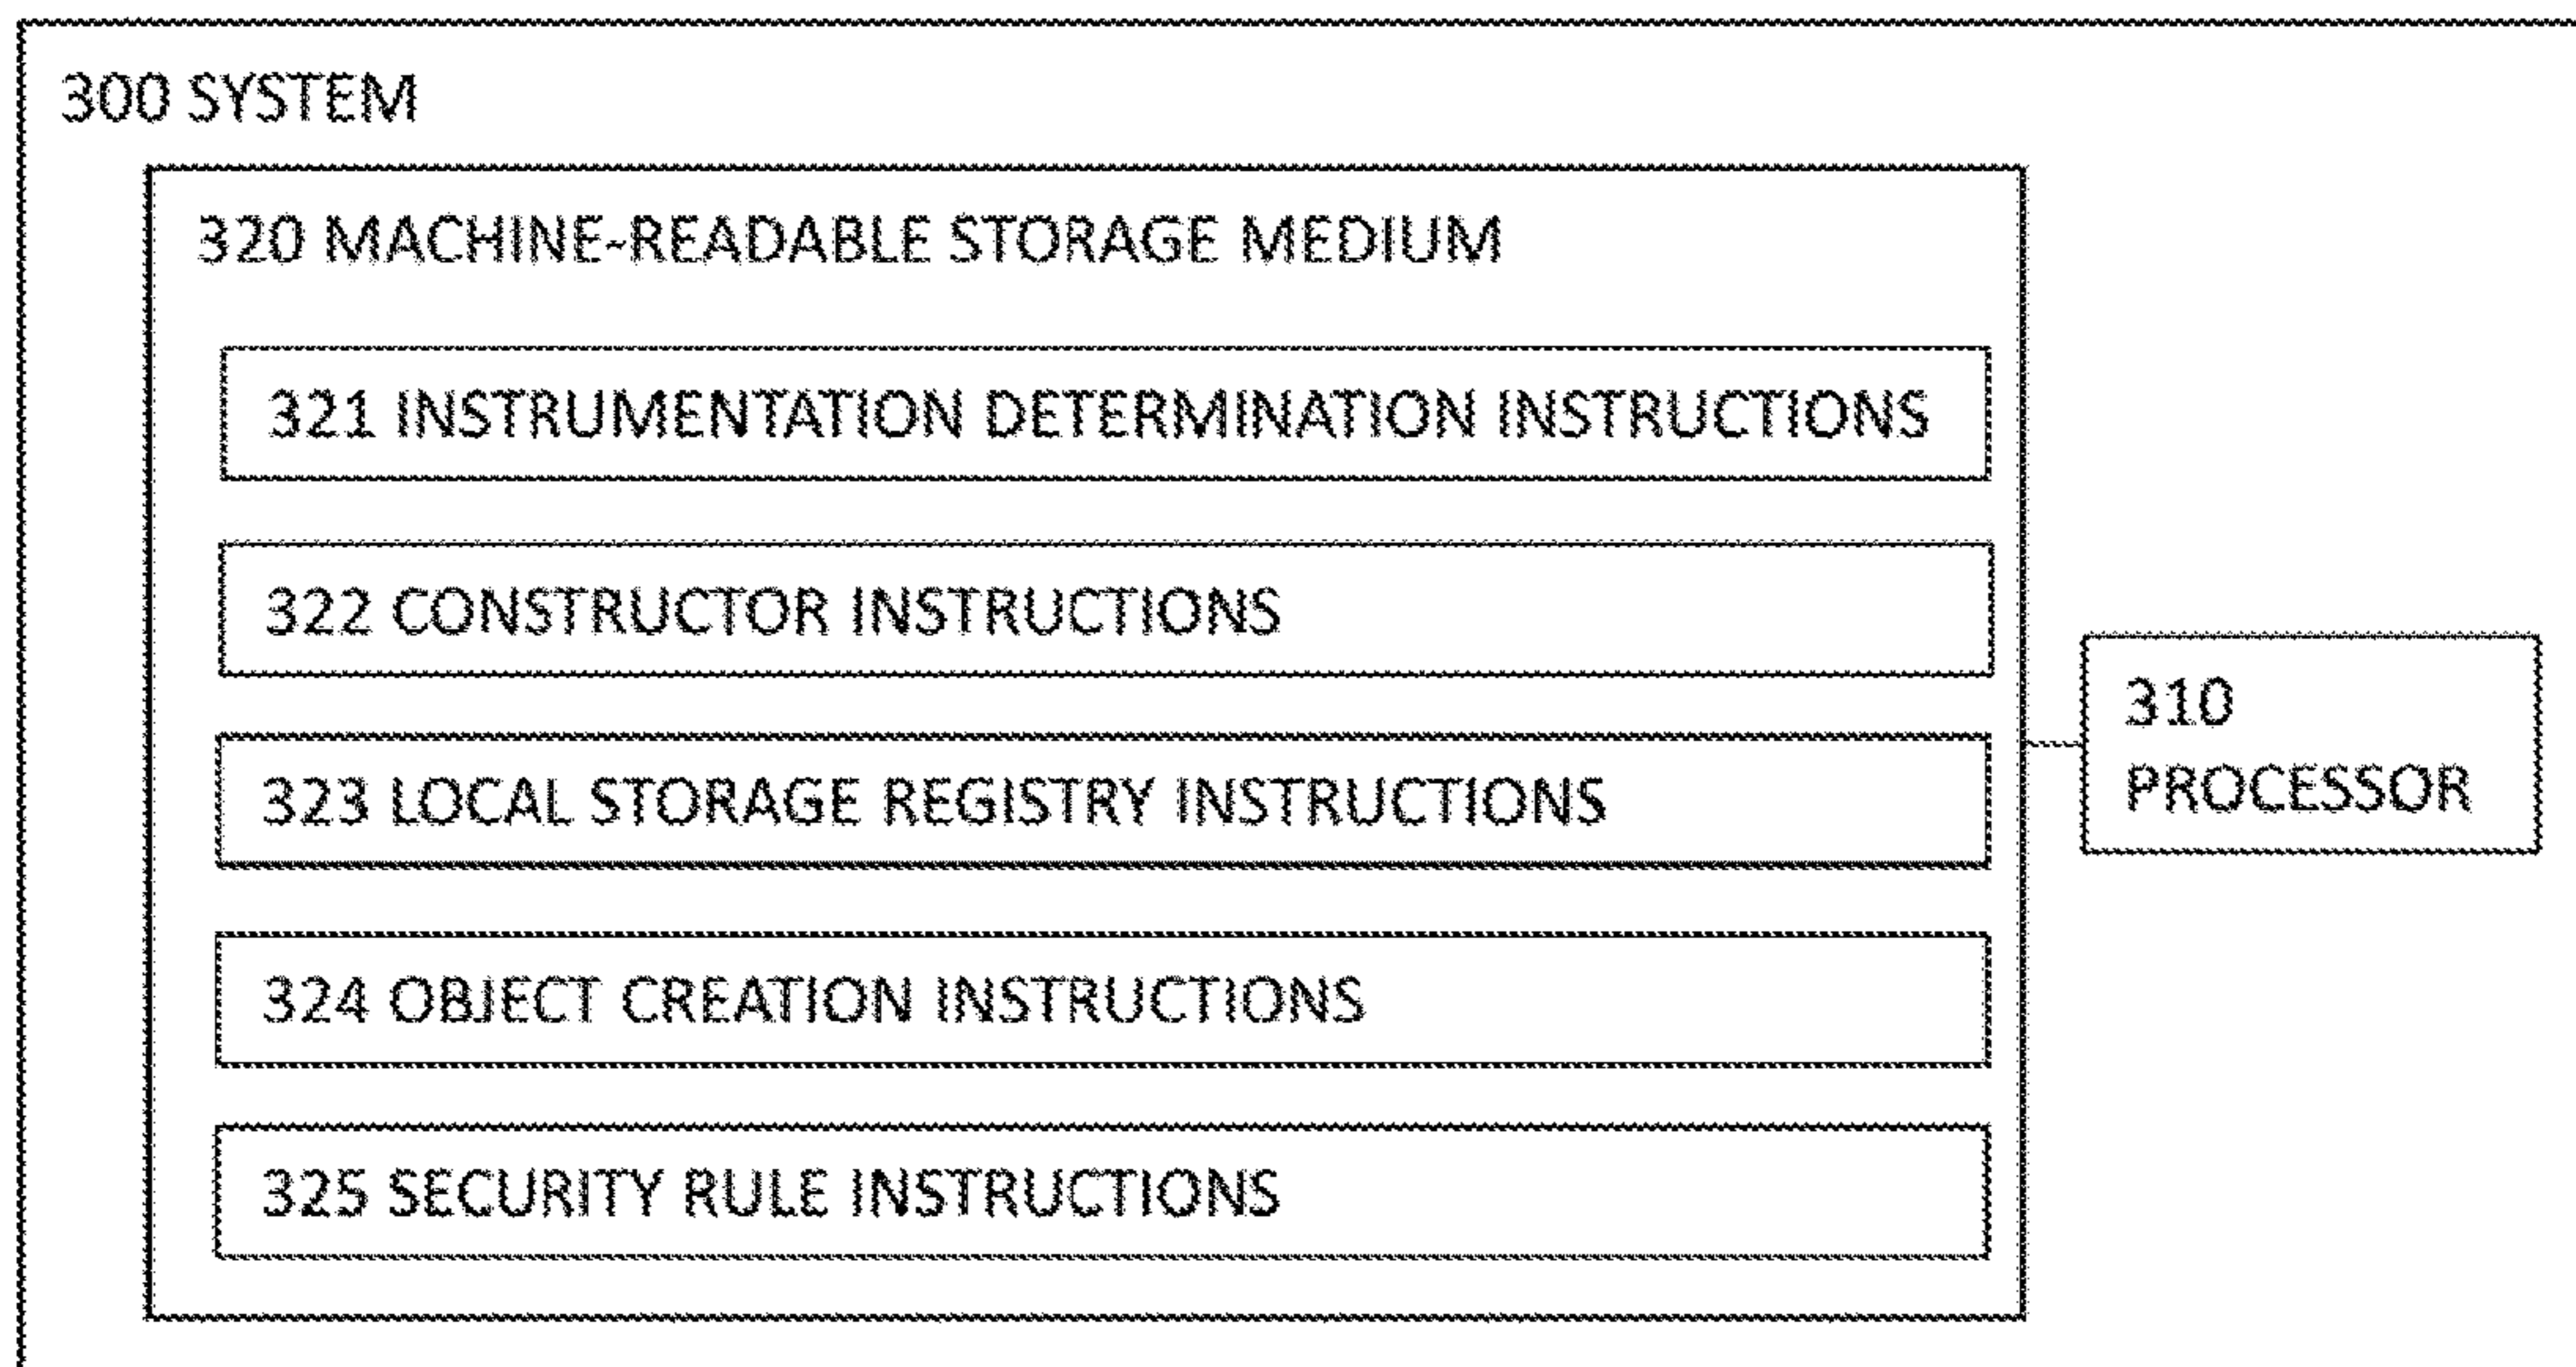 300 SYSTEM
320 MACHINE-READABLE STORAGE MEDIUM
321 INSTRUMENTATION DETERMINATION INSTRUCTIONS
322 CONSTRUCTOR INSTRUCTIONS
323 LOCAL STORAGE REGISTRY INSTRUCTIONS
324 OBJECT CREATION INSTRUCTIONS
325 SECURITY RULE INSTRUCTIONS
310
PROCESSOR